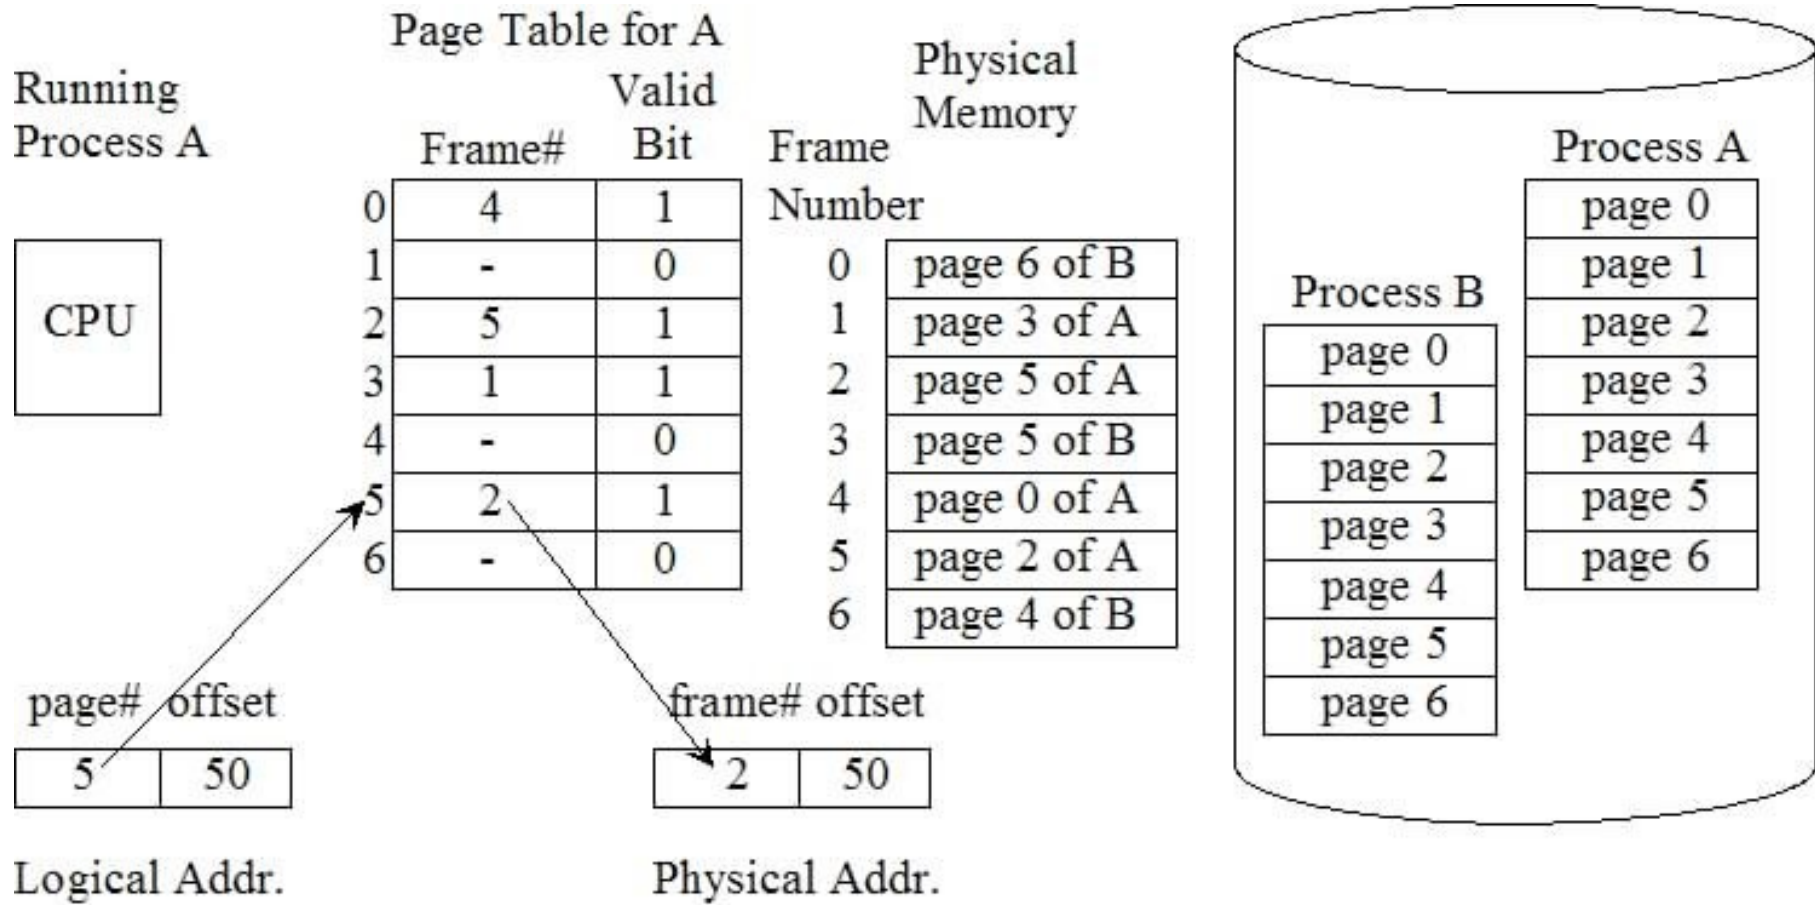 Running
Process A
CPU
Page Table for A
Frame#
Valid
Bit
0 4 1
1 - 0
2 5 1
3 1 1
4 - 0
5 2 1
6 - 0
Physical
Memory
Frame
Number
0 page 6 of B
1 page 3 of A
2 page 5 of A
3 page 5 of B
4 page 0 of A
5 page 2 of A
6 page 4 of B
Process B
page 0
page 1
page 2
page 3
page 4
page 5
page 6
Process A
page 0
page 1
page 2
page 3
page 4
page 5
page 6
page# offset
5 50
Logical Addr.
frame# offset
2 50
Physical Addr.